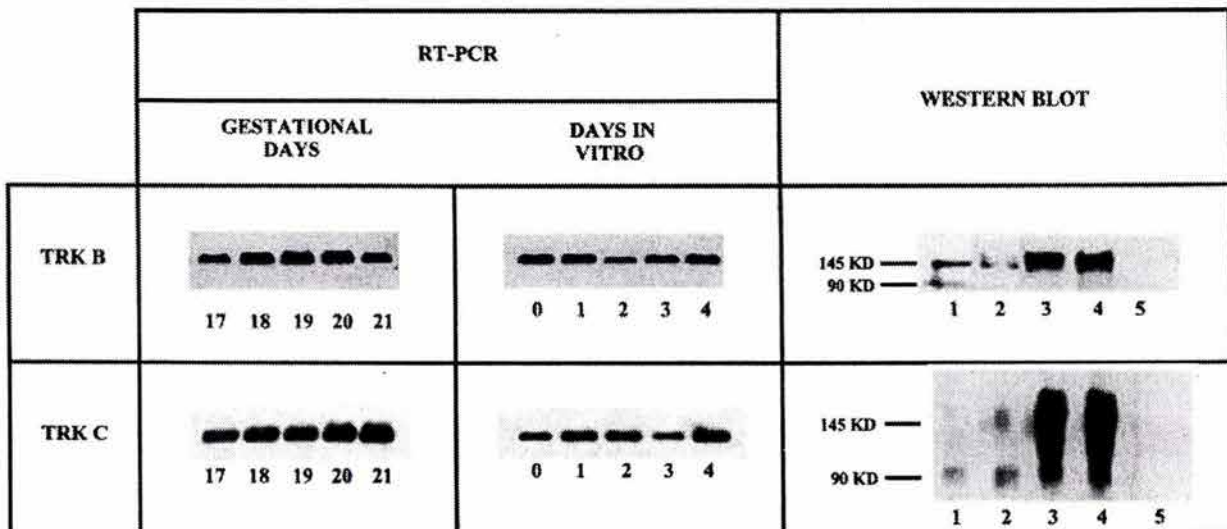 RT-PCR
WESTERN BLOT
GESTATIONAL
DAYS
DAYS IN
VITRO
TRK B
17 18 19 20 21
0 1 2 3 4
145 KD
90 KD
1 2 3 4 5
TRK C
17 18 19 20 21
0 1 2 3 4
145 KD
90 KD
1 2 3 4 5